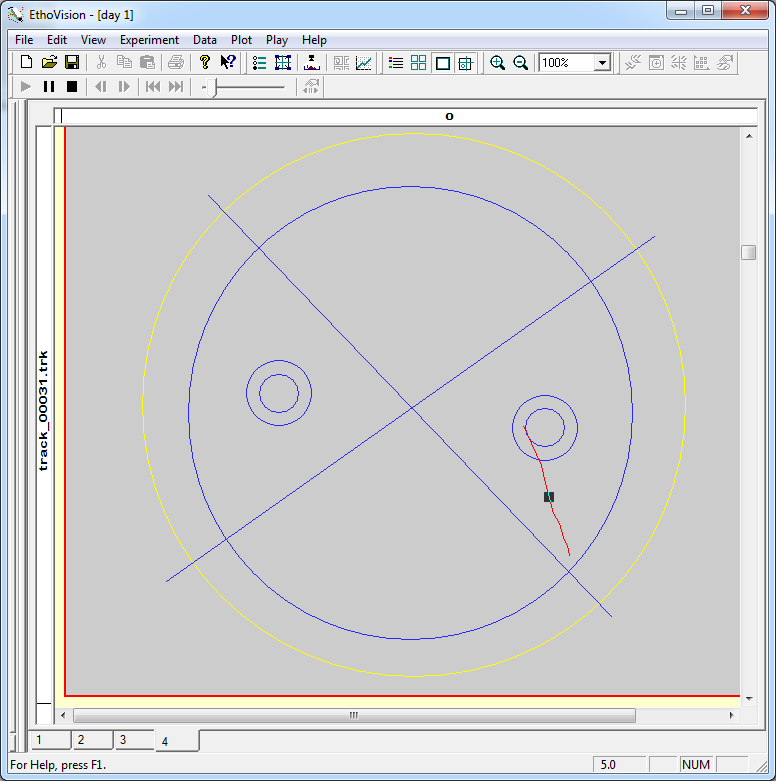 EthoVision - [day 1]
File Edit View Experiment Data Plot Play Help
100%
o
track_00031.trk
1 2 3 4
For Help, press F1. 5.0 NUM